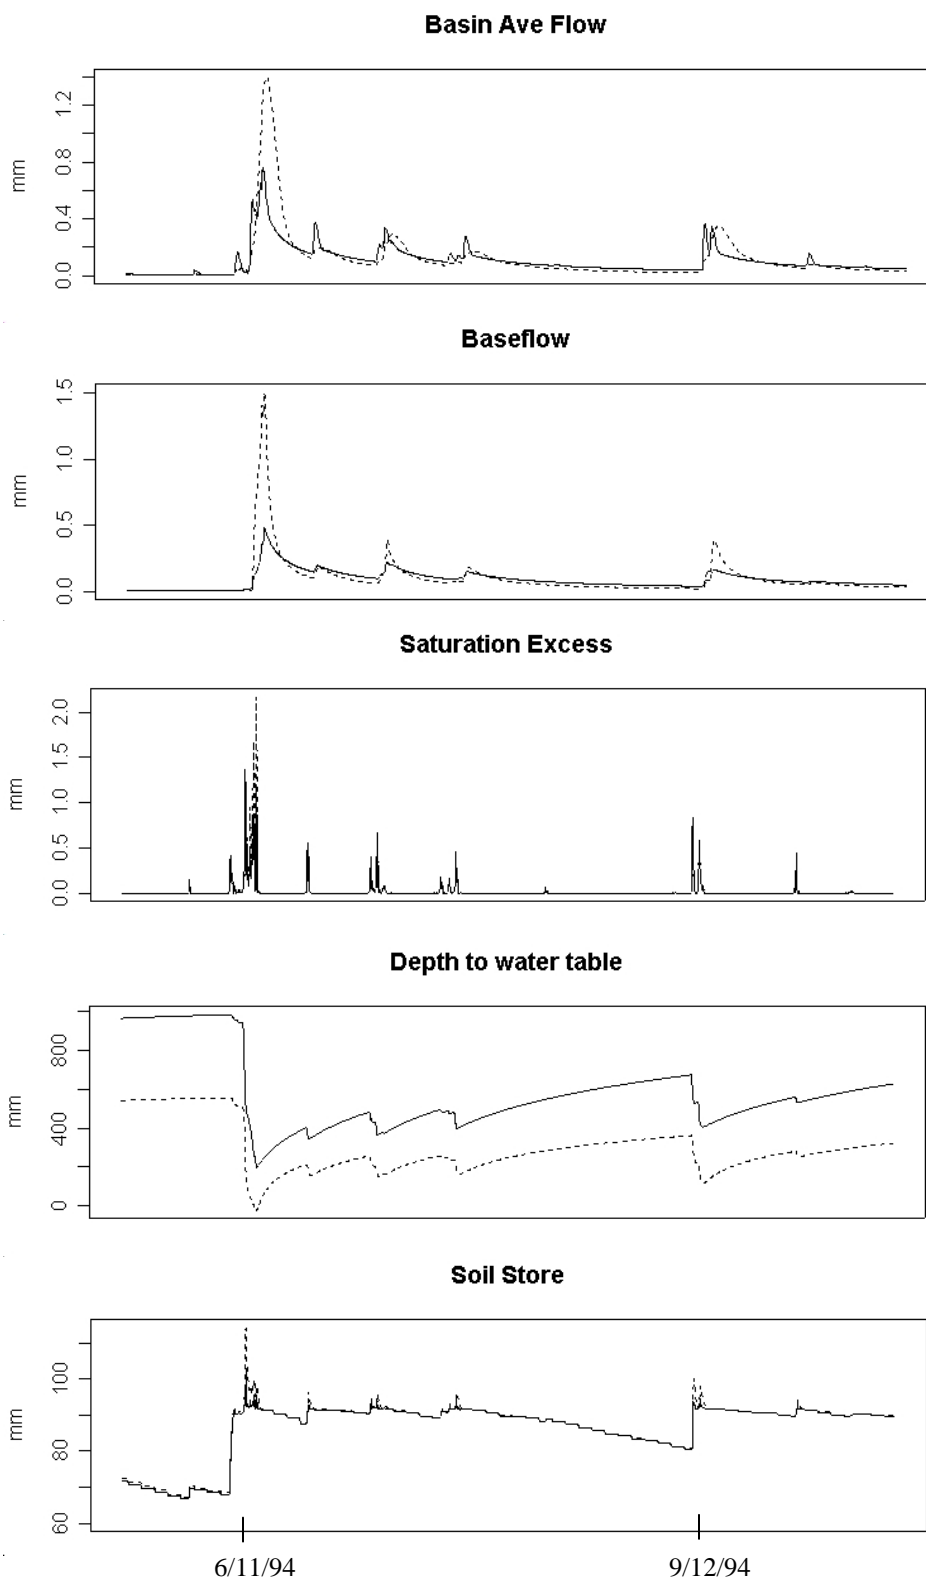 Basin Ave Flow
mm
0.0 0.4 0.8 1.2
Baseflow
mm
0.0 0.5 1.0 1.5
Saturation Excess
mm
0.0 0.5 1.0 1.5 2.0
Depth to water table
mm
0 400 800
Soil Store
mm
60 80 100
6/11/94 9/12/94